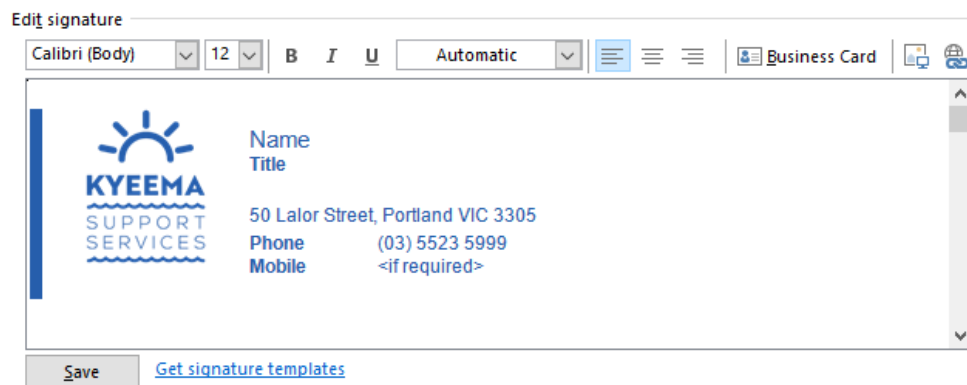 Edit signature
Calibri (Body) 12 B I U Automatic Business Card
KYEEMA
SUPPORT
SERVICES
Name
Title
50 Lalor Street, Portland VIC 3305
Phone (03) 5523 5999
Mobile <if required>
Save Get signature templates